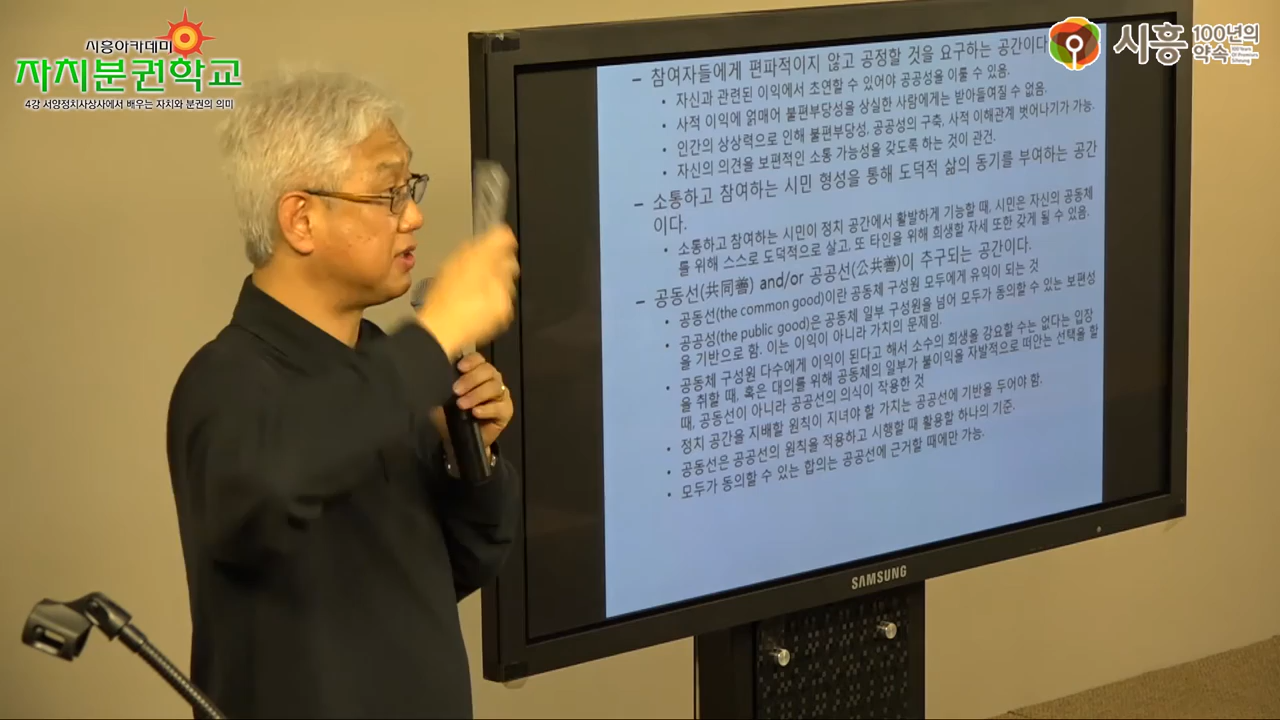 시흥아카데미
자치분권학교
4강 서양정치사상사에서 배우는 자치와 분권의 의미
시흥
100년의
약속
– 참여자들에게 편파적이지 않고 공정할 것을 요구하는 공간이다
• 자신과 관련된 이익에서 초연할 수 있어야 공공성을 이룰 수 있음.
• 사적 이익에 얽매어 불편부당성을 상실한 사람에게는 받아들여질 수 없음.
• 인간의 상상력으로 인해 불편부당성, 공공성의 구축, 사적 이해관계 벗어나기가 가능.
• 자신의 의견을 보편적인 소통 가능성을 갖도록 하는 것이 관건.
– 소통하고 참여하는 시민 형성을 통해 도덕적 삶의 동기를 부여하는 공간
이다.
• 소통하고 참여하는 시민이 정치 공간에서 활발하게 기능할 때, 시민은 자신의 공동체
를 위해 스스로 도덕적으로 살고, 또 타인을 위해 희생할 자세 또한 갖게 될 수 있음.
– 공동선(共同善) and/or 공공선(公共善)이 추구되는 공간이다.
• 공동선(the common good)이란 공동체 구성원 모두에게 유익이 되는 것
• 공공성(the public good)은 공동체 일부 구성원을 넘어 모두가 동의할 수 있는 보편성
을 기반으로 함. 이는 이익이 아니라 가치의 문제임.
• 공동체 구성원 다수에게 이익이 된다고 해서 소수의 희생을 강요할 수는 없다는 입장
을 취할 때, 혹은 대의를 위해 공동체의 일부가 불이익을 자발적으로 떠안는 선택을 할
때, 공동선이 아니라 공공선의 의식이 작용한 것
• 정치 공간을 지배할 원칙이 지녀야 할 가치는 공공선에 기반을 두어야 함.
• 공동선은 공공선의 원칙을 적용하고 시행할 때 활용할 하나의 기준.
• 모두가 동의할 수 있는 합의는 공공선에 근거할 때에만 가능.
SAMSUNG